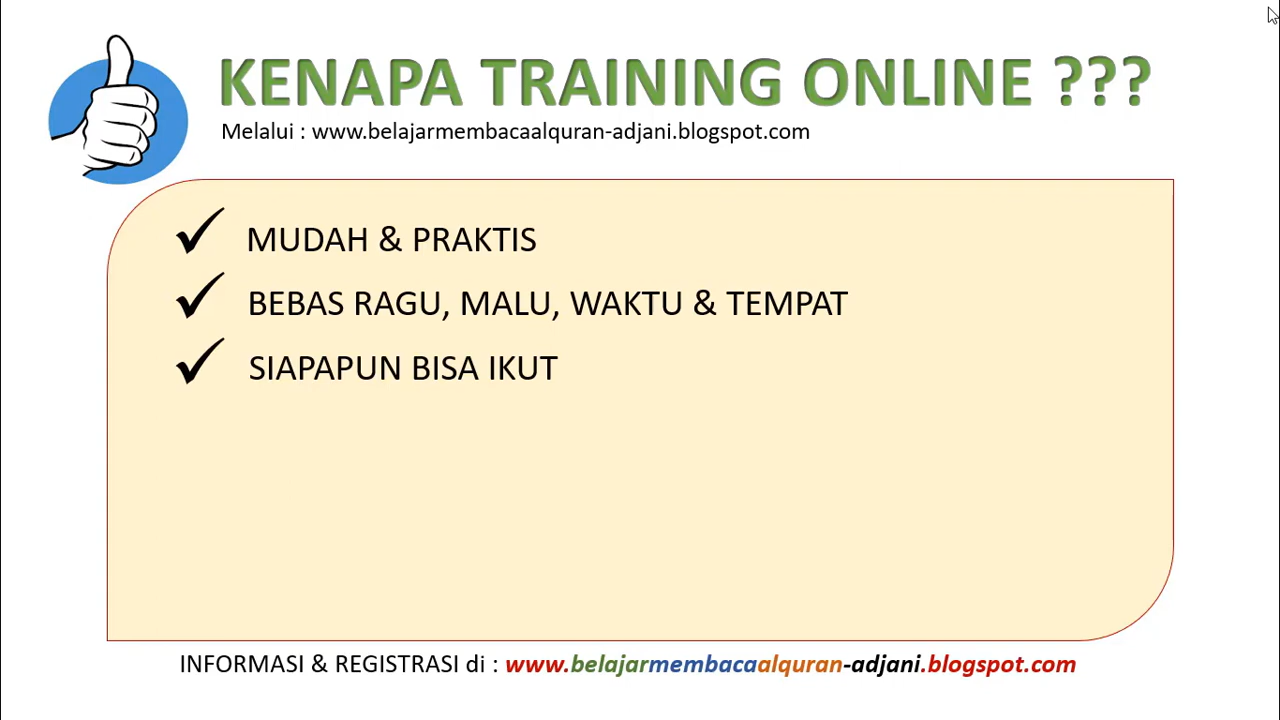 KENAPA TRAINING ONLINE ???
Melalui : www.belajarmembacaalquran-adjani.blogspot.com
MUDAH & PRAKTIS
BEBAS RAGU, MALU, WAKTU & TEMPAT
SIAPAPUN BISA IKUT
INFORMASI & REGISTRASI di : www.belajarmembacaalquran-adjani.blogspot.com